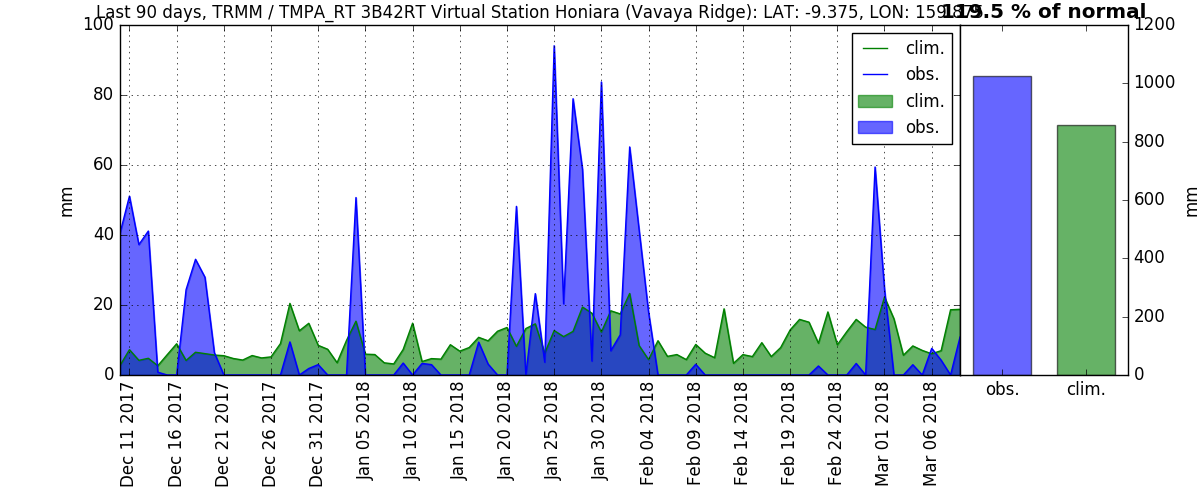 Last 90 days, TRMM / TMPA_RT 3B42RT Virtual Station Honiara (Vavaya Ridge): LAT: -9.375, LON: 159.875
119.5 % of normal
100
80
60
40
20
0
mm
clim.
obs.
clim.
obs.
1200
1000
800
600
400
200
0
mm
obs.
clim.
Dec 11 2017
Dec 16 2017
Dec 21 2017
Dec 26 2017
Dec 31 2017
Jan 05 2018
Jan 10 2018
Jan 15 2018
Jan 20 2018
Jan 25 2018
Jan 30 2018
Feb 04 2018
Feb 09 2018
Feb 14 2018
Feb 19 2018
Feb 24 2018
Mar 01 2018
Mar 06 2018